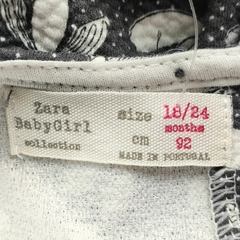 Zara
BabyGirl
collection
size 18/24
months
cm 92
MADE IN PORTUGAL